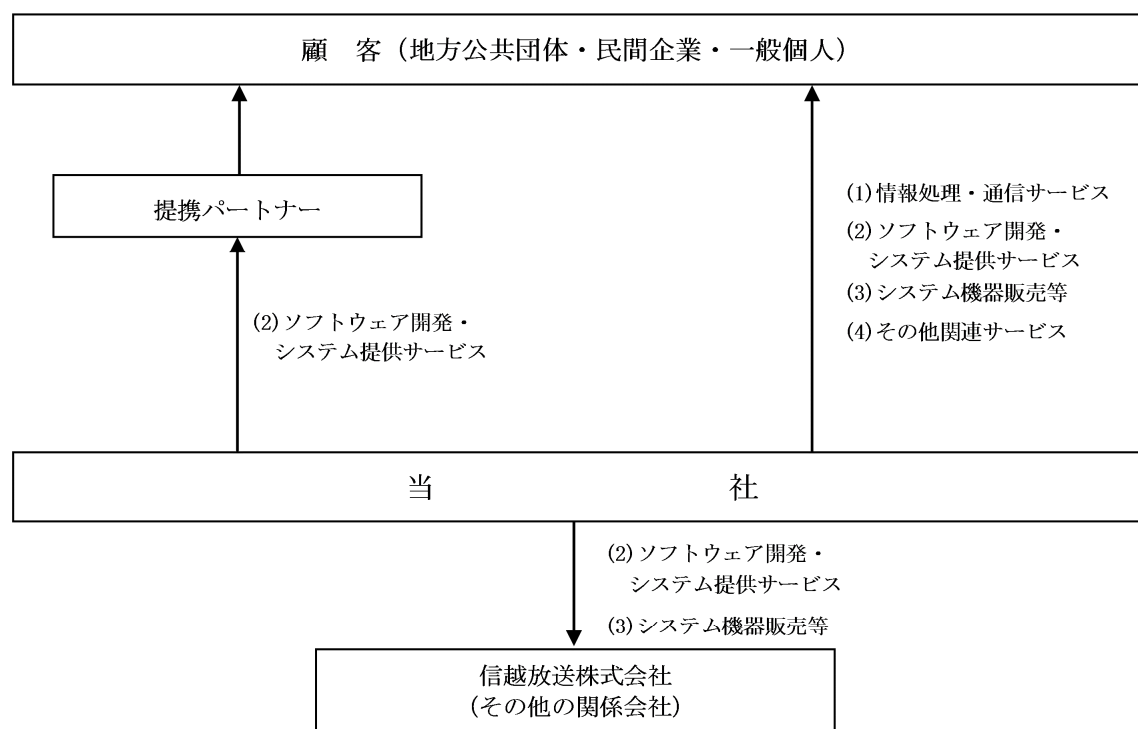 顧　客（地方公共団体・民間企業・一般個人）
提携パートナー
(1)情報処理・通信サービス
(2)ソフトウェア開発・
システム提供サービス
(3)システム機器販売等
(4)その他関連サービス
(2)ソフトウェア開発・
システム提供サービス
当　　　社
(2)ソフトウェア開発・
システム提供サービス
(3)システム機器販売等
信越放送株式会社
（その他の関係会社）